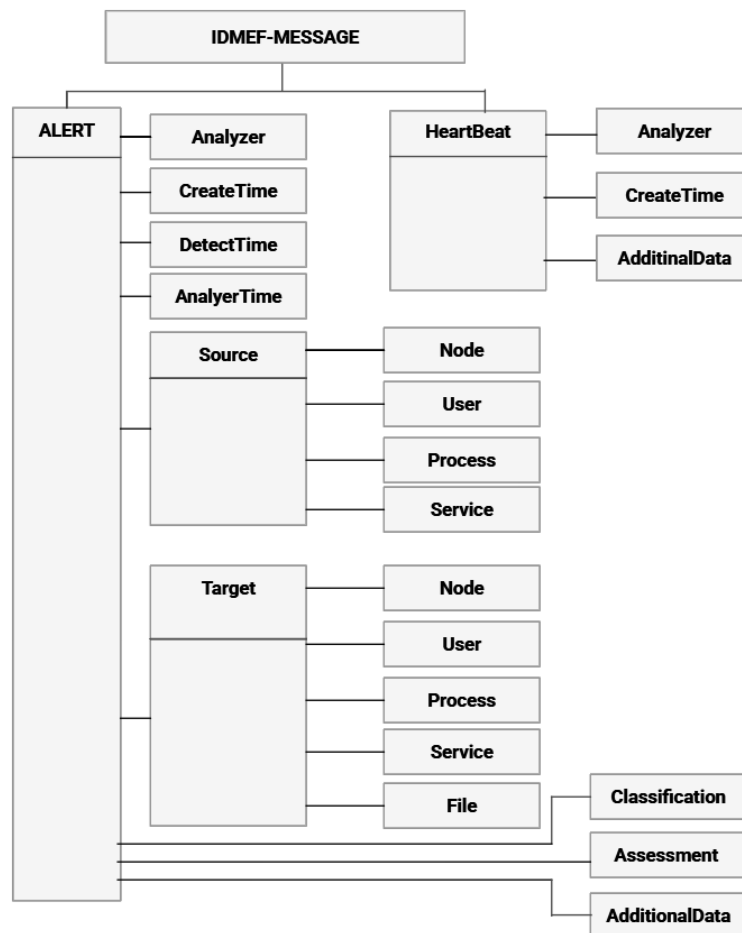 IDMEF-MESSAGE
ALERT
Analyzer
CreateTime
DetectTime
AnalyerTime
Source
Node
User
Process
Service
Target
Node
User
Process
Service
File
Classification
Assessment
AdditionalData
HeartBeat
Analyzer
CreateTime
AdditinalData